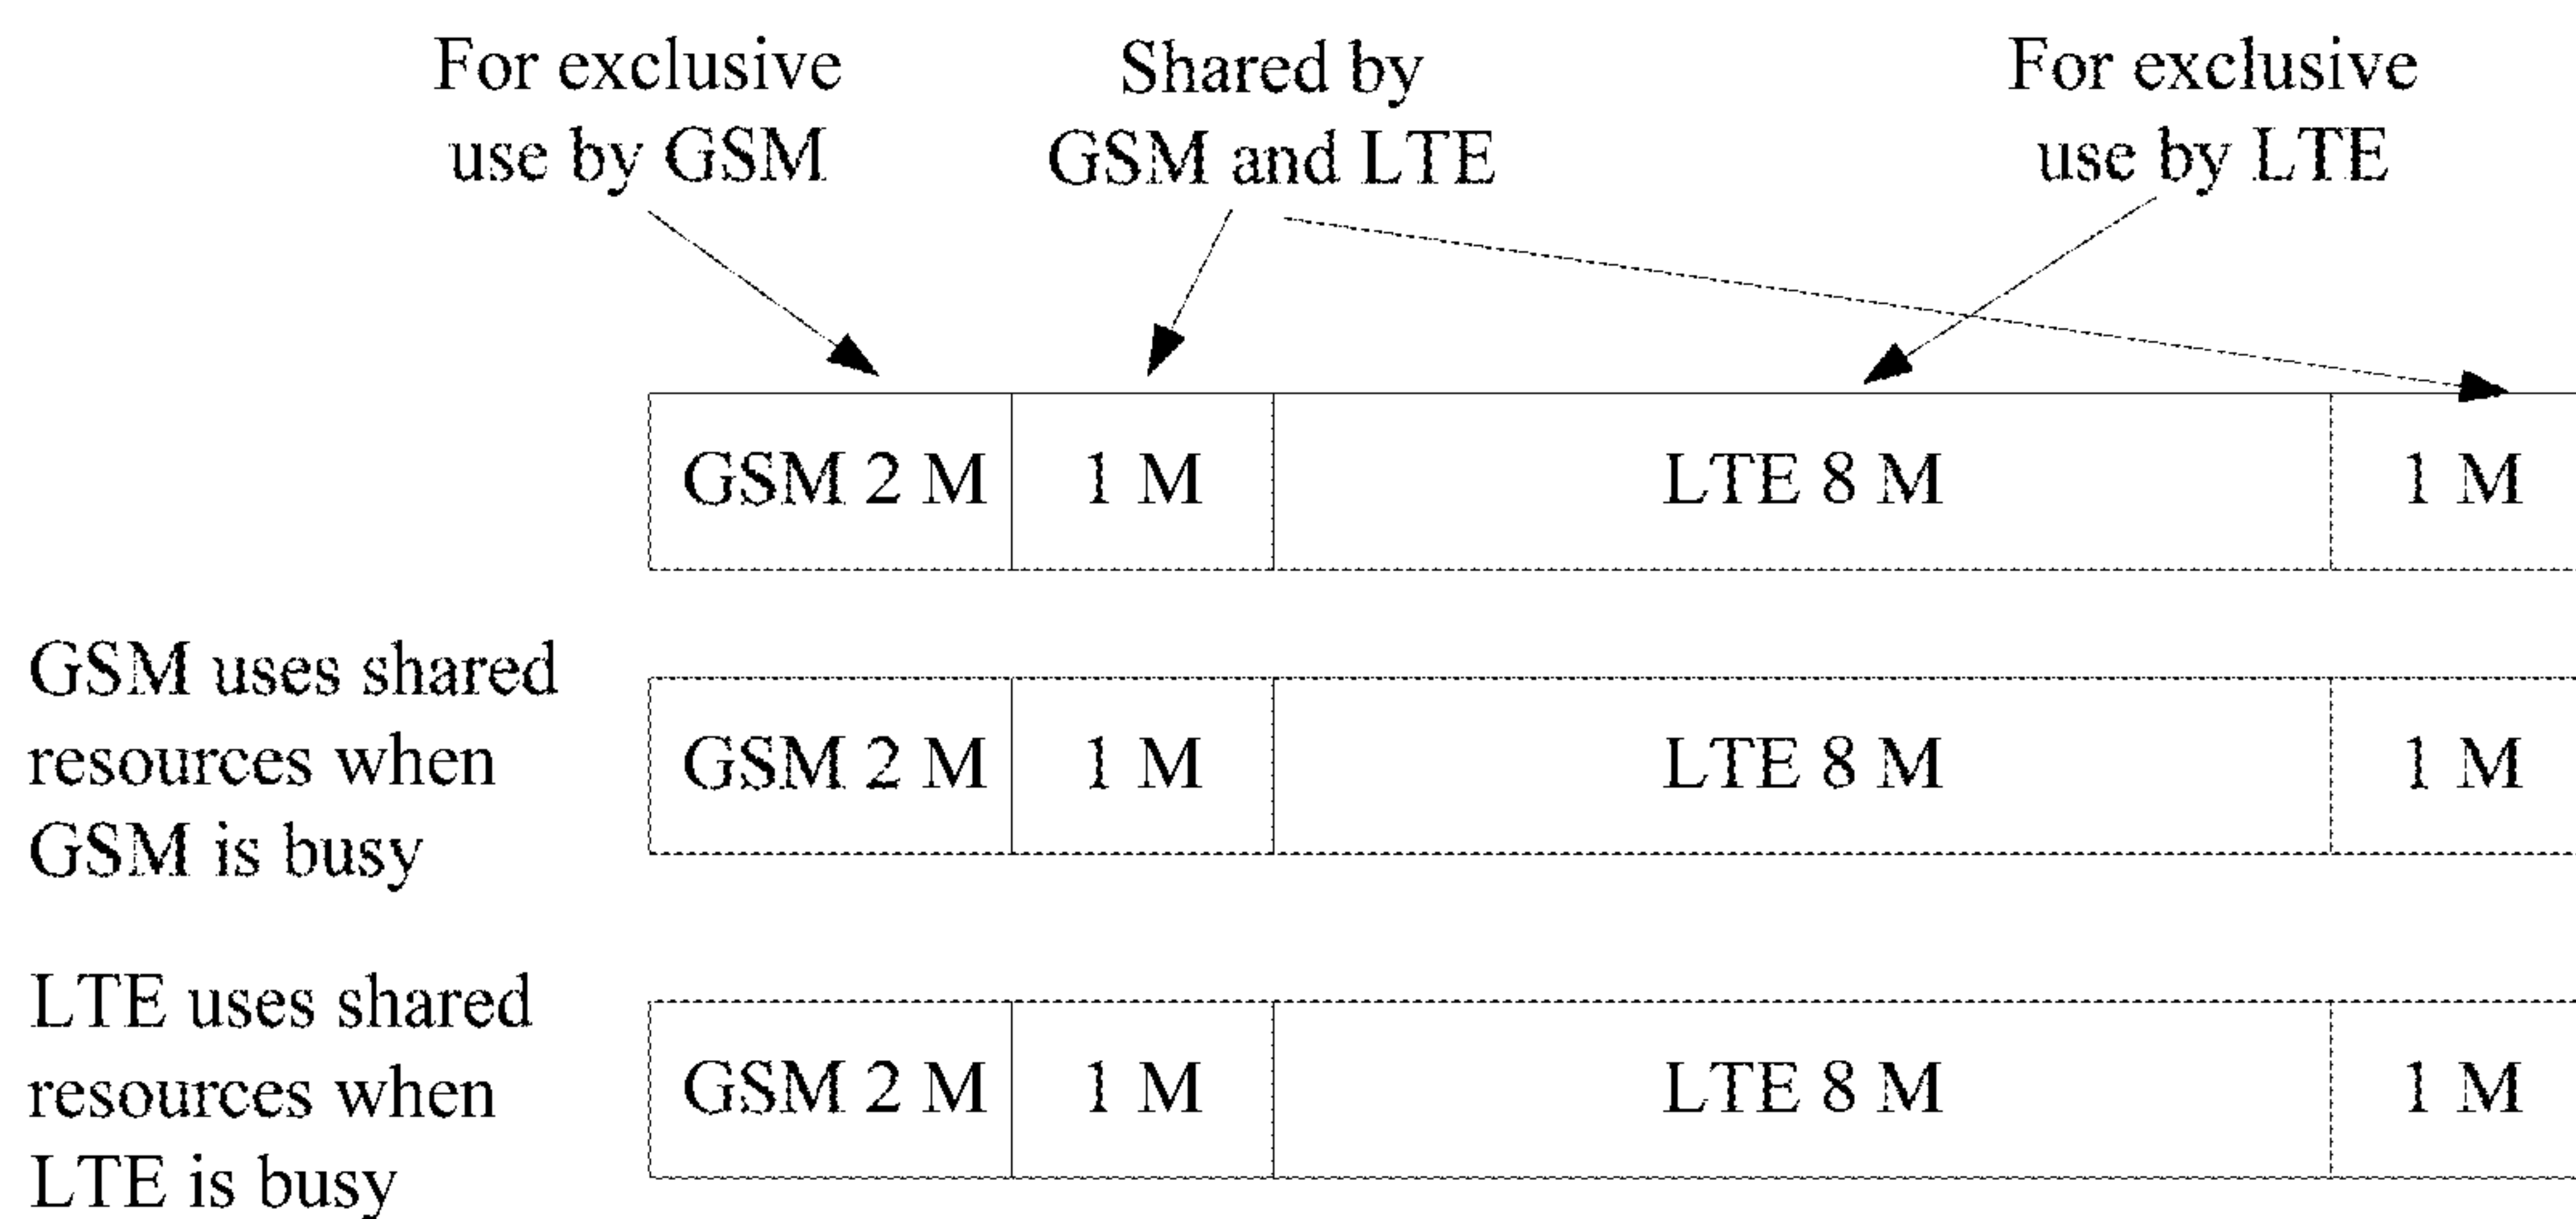 For exclusive
use by GSM
Shared by
GSM and LTE
For exclusive
use by LTE
GSM 2 M
1 M
LTE 8 M
1 M
GSM uses shared
resources when
GSM is busy
GSM 2 M
1 M
LTE 8 M
1 M
LTE uses shared
resources when
LTE is busy
GSM 2 M
1 M
LTE 8 M
1 M